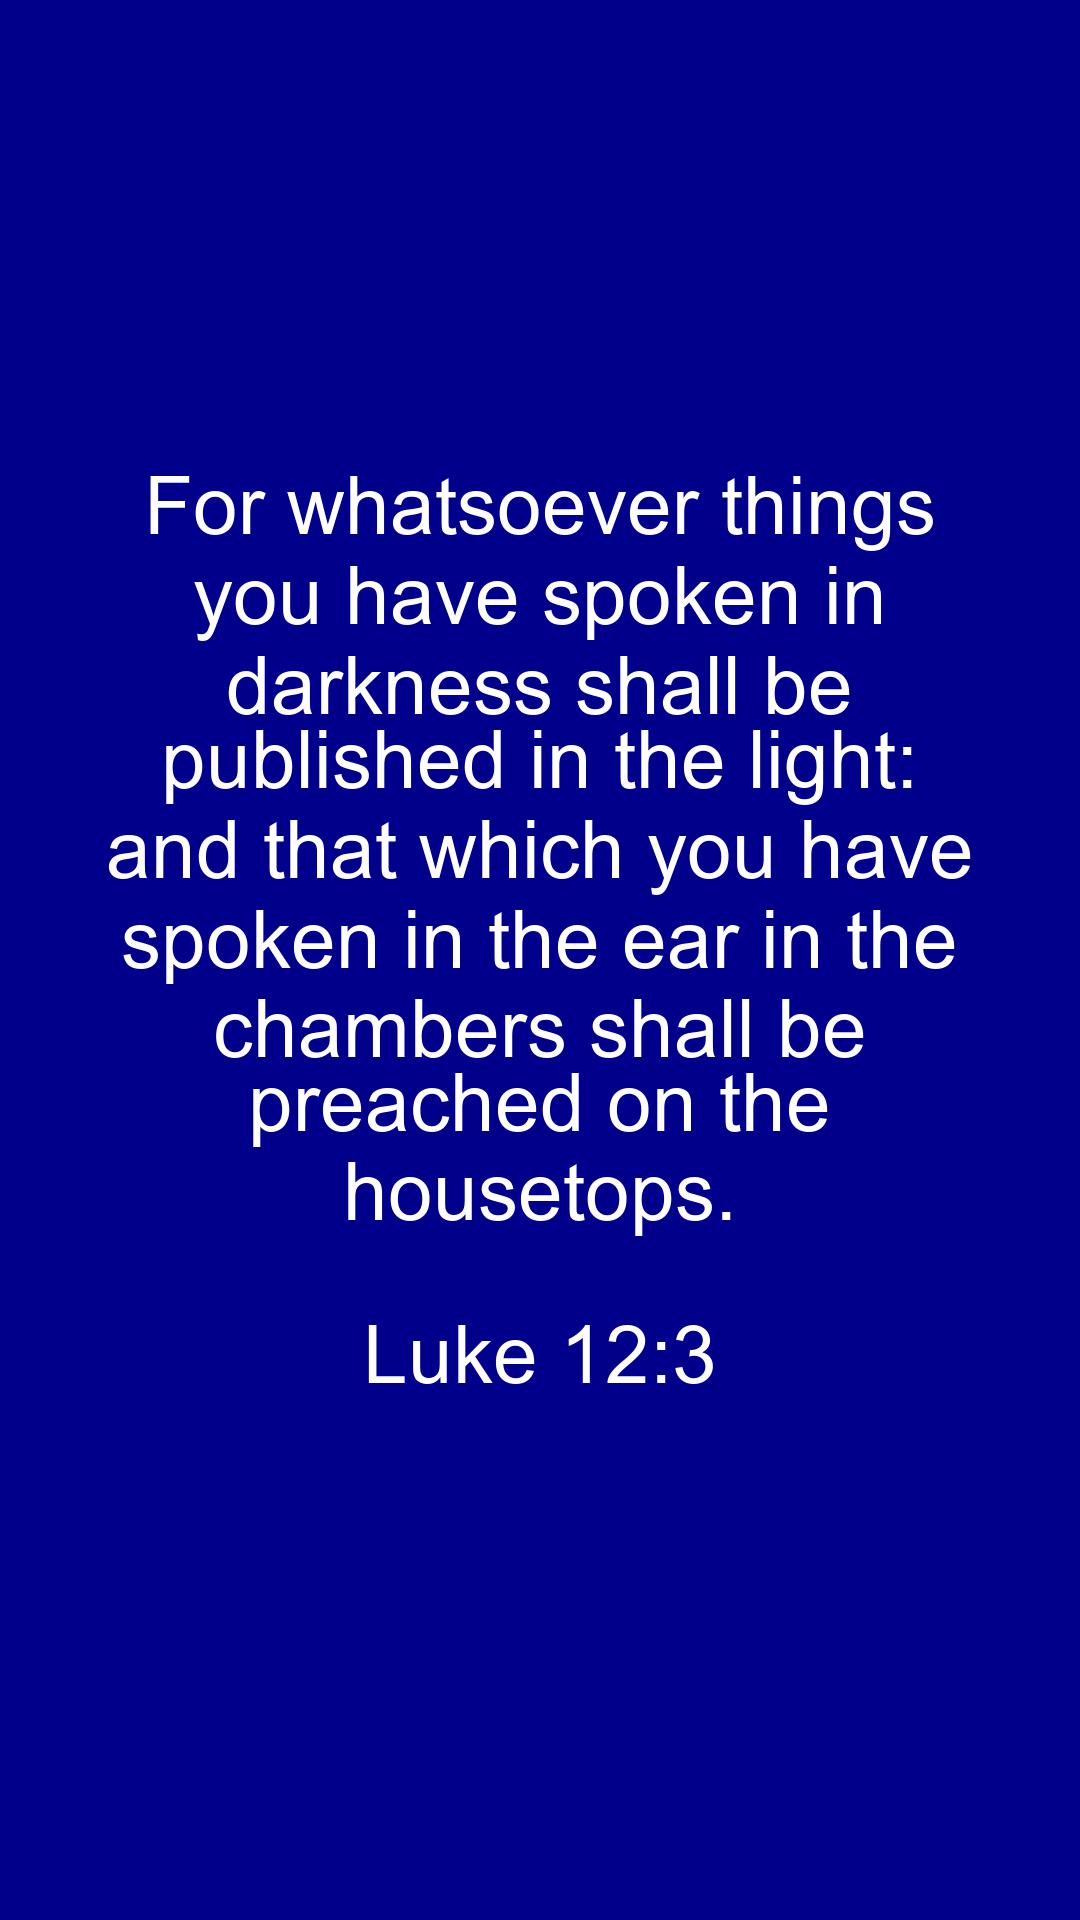 For whatsoever things
you have spoken in
darkness shall be
published in the light:
and that which you have
spoken in the ear in the
chambers shall be
preached on the
housetops.
Luke 12:3